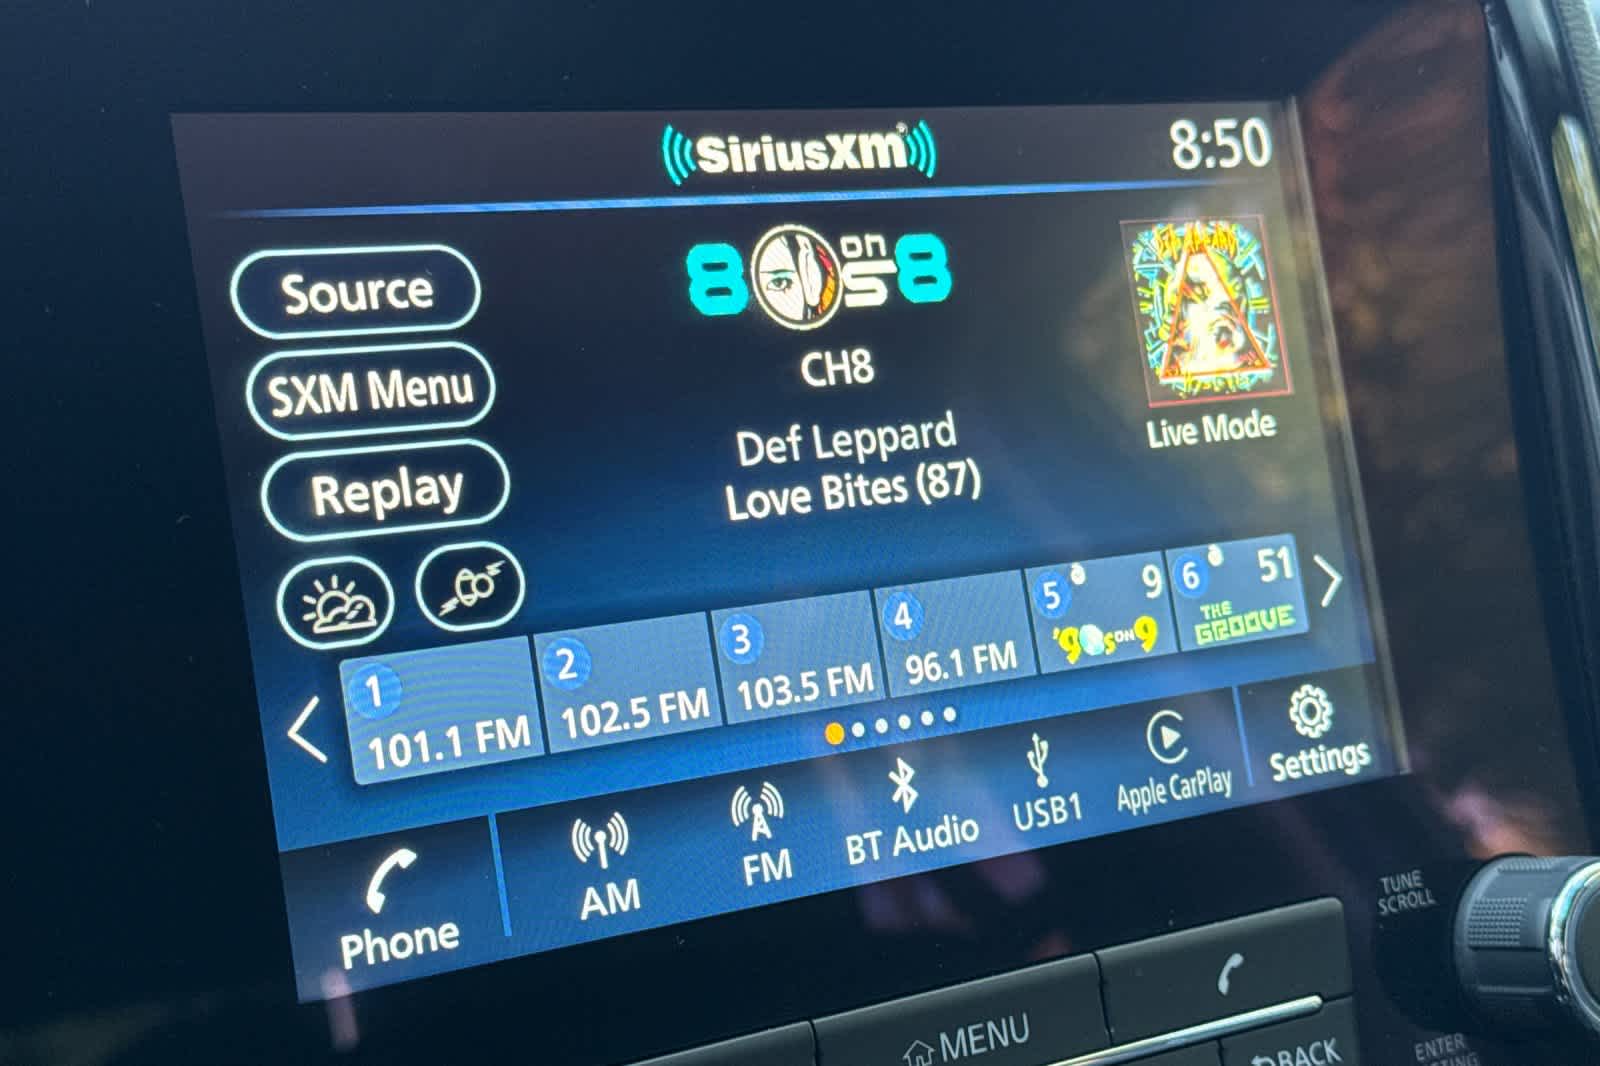 SiriusXM
8:50
Source
SXM Menu
Replay
80s on 8
CH8
Def Leppard
Love Bites (87)
Live Mode
1
101.1 FM
2
102.5 FM
3
103.5 FM
4
96.1 FM
5
9
'90s ON 9
6
51
THE
GROOVE
Phone
AM
FM
BT Audio
USB1
Apple CarPlay
Settings
TUNE
SCROLL
MENU
BACK
ENTER